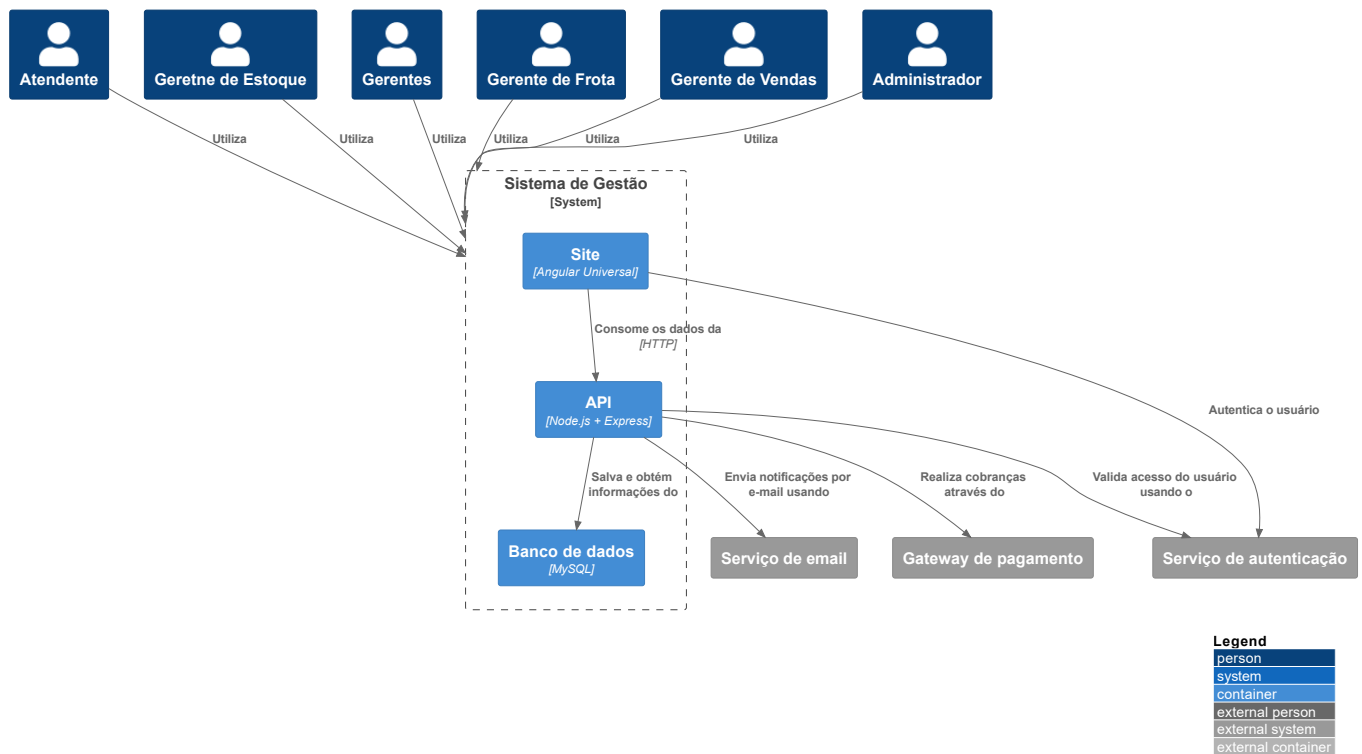 Atendente
Geretne de Estoque
Gerentes
Gerente de Frota
Gerente de Vendas
Administrador
Utiliza
Utiliza
Utiliza
Utiliza
Utiliza
Utiliza
Sistema de Gestão
[System]
Site
[Angular Universal]
Consome os dados da
[HTTP]
API
[Node.js + Express]
Autentica o usuário
Salva e obtém
informações do
Envia notificações por
e-mail usando
Realiza cobranças
através do
Valida acesso do usuário
usando o
Banco de dados
[MySQL]
Serviço de email
Gateway de pagamento
Serviço de autenticação
Legend
person
system
container
external person
external system
external container